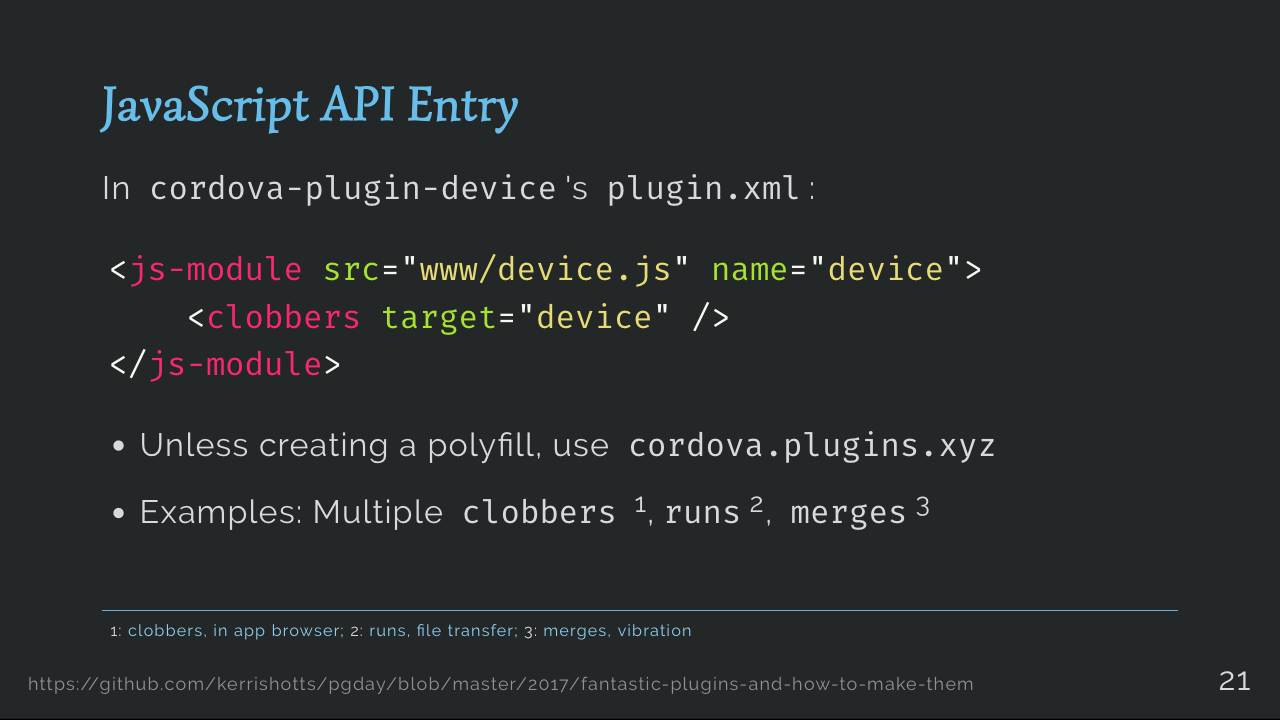 JavaScript API Entry
In cordova-plugin-device's plugin.xml:
<js-module src="www/device.js" name="device">
    <clobbers target="device" />
</js-module>
• Unless creating a polyfill, use cordova.plugins.xyz
• Examples: Multiple clobbers 1, runs 2, merges 3
1: clobbers, in app browser; 2: runs, file transfer; 3: merges, vibration
https://github.com/kerrishotts/pgday/blob/master/2017/fantastic-plugins-and-how-to-make-them
21